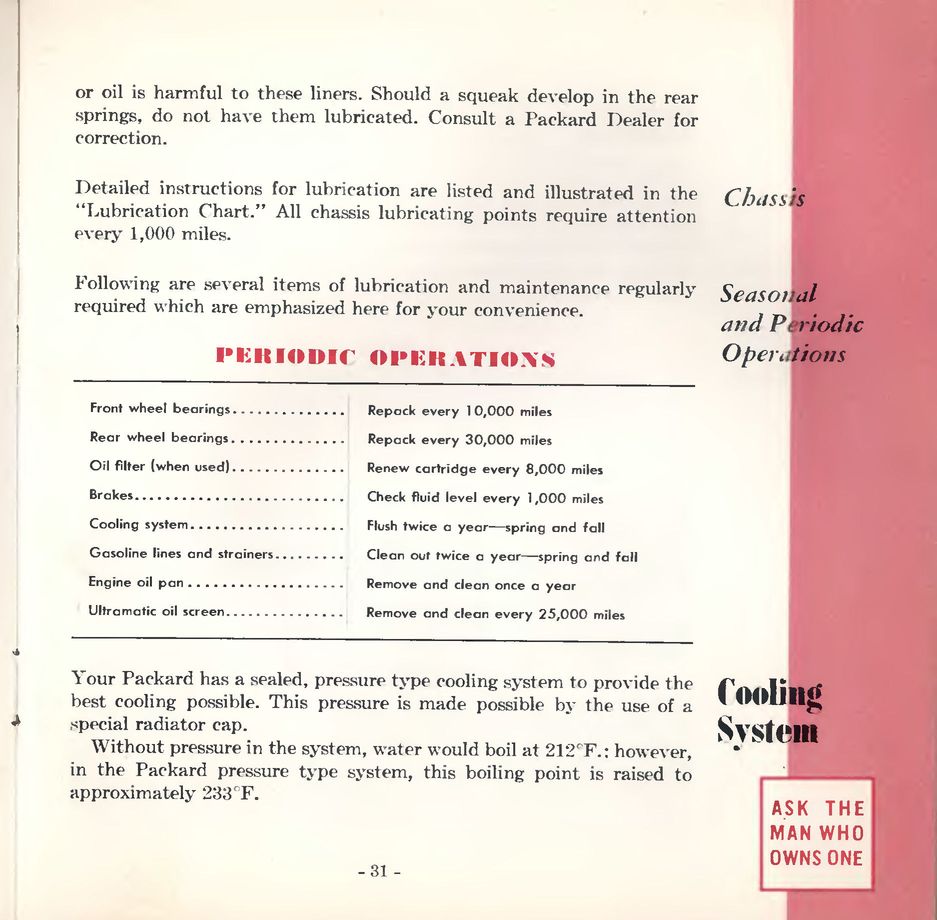 or oil is harmful to these liners. Should a squeak develop in the rear
springs, do not have them lubricated. Consult a Packard Dealer for
correction.
Chassis
Detailed instructions for lubrication are listed and illustrated in the
“Lubrication Chart.” All chassis lubricating points require attention
every 1,000 miles.
Seasonal
and Periodic
Operations
Following are several items of lubrication and maintenance regularly
required which are emphasized here for your convenience.
PERIODIC OPERATIONS
Front wheel bearings.............. Repack every 10,000 miles
Rear wheel bearings.............. Repack every 30,000 miles
Oil filter (when used).............. Renew cartridge every 8,000 miles
Brakes.......................... Check fluid level every 1,000 miles
Cooling system................... Flush twice a year—spring and fall
Gasoline lines and strainers......... Clean out twice a year—spring and fall
Engine oil pan................... Remove and clean once a year
Ultramatic oil screen............... Remove and clean every 25,000 miles
Cooling
System
Your Packard has a sealed, pressure type cooling system to provide the
best cooling possible. This pressure is made possible by the use of a
special radiator cap.
Without pressure in the system, water would boil at 212°F.; however,
in the Packard pressure type system, this boiling point is raised to
approximately 233°F.
ASK THE
MAN WHO
OWNS ONE
- 31 -